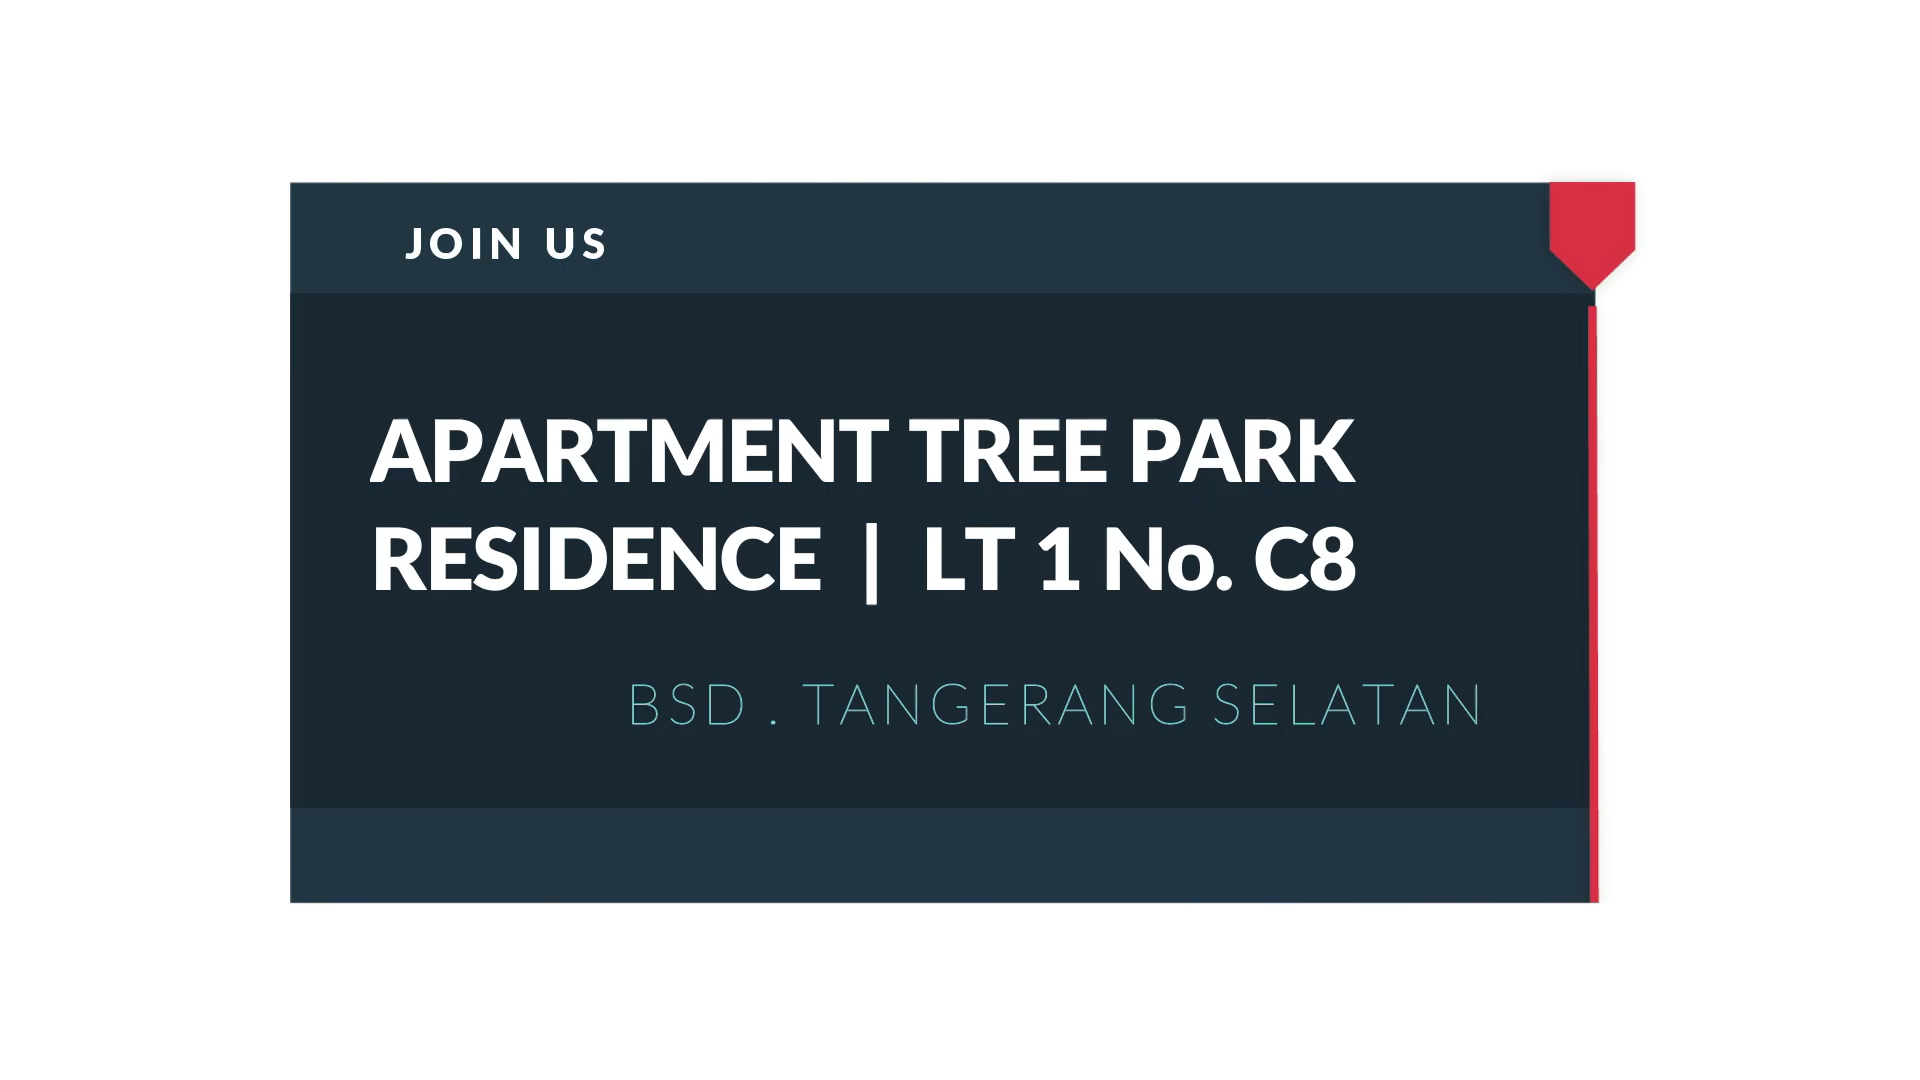 JOIN US
APARTMENT TREE PARK
RESIDENCE | LT 1 No. C8
BSD . TANGERANG SELATAN